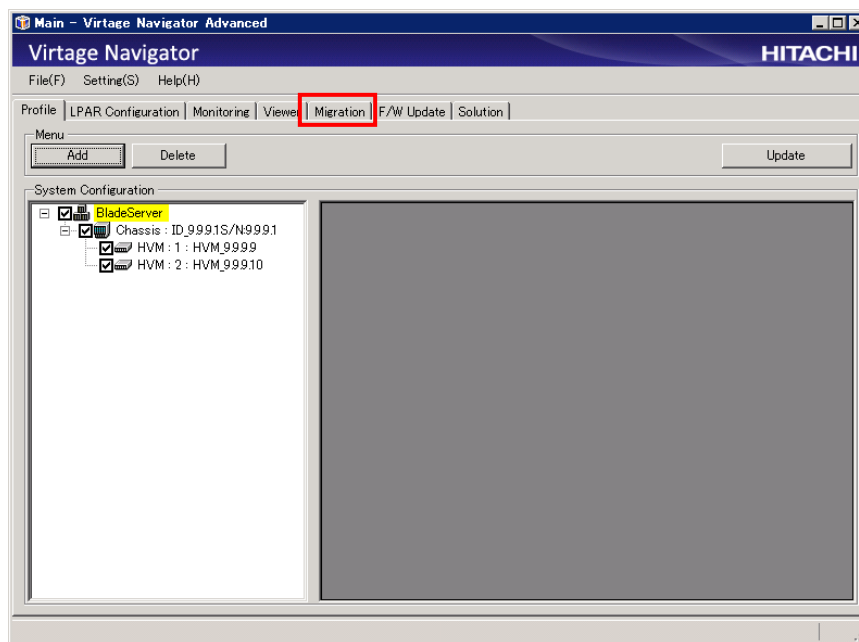 Main - Virtage Navigator Advanced
Virtage Navigator
HITACHI
File(F) Setting(S) Help(H)
Profile LPAR Configuration Monitoring Viewer Migration F/W Update Solution
Menu
Add Delete Update
System Configuration
BladeServer
Chassis : ID_9.9.9.1S/N:9.9.9.1
HVM : 1 : HVM_9.9.9.9
HVM : 2 : HVM_9.9.9.10